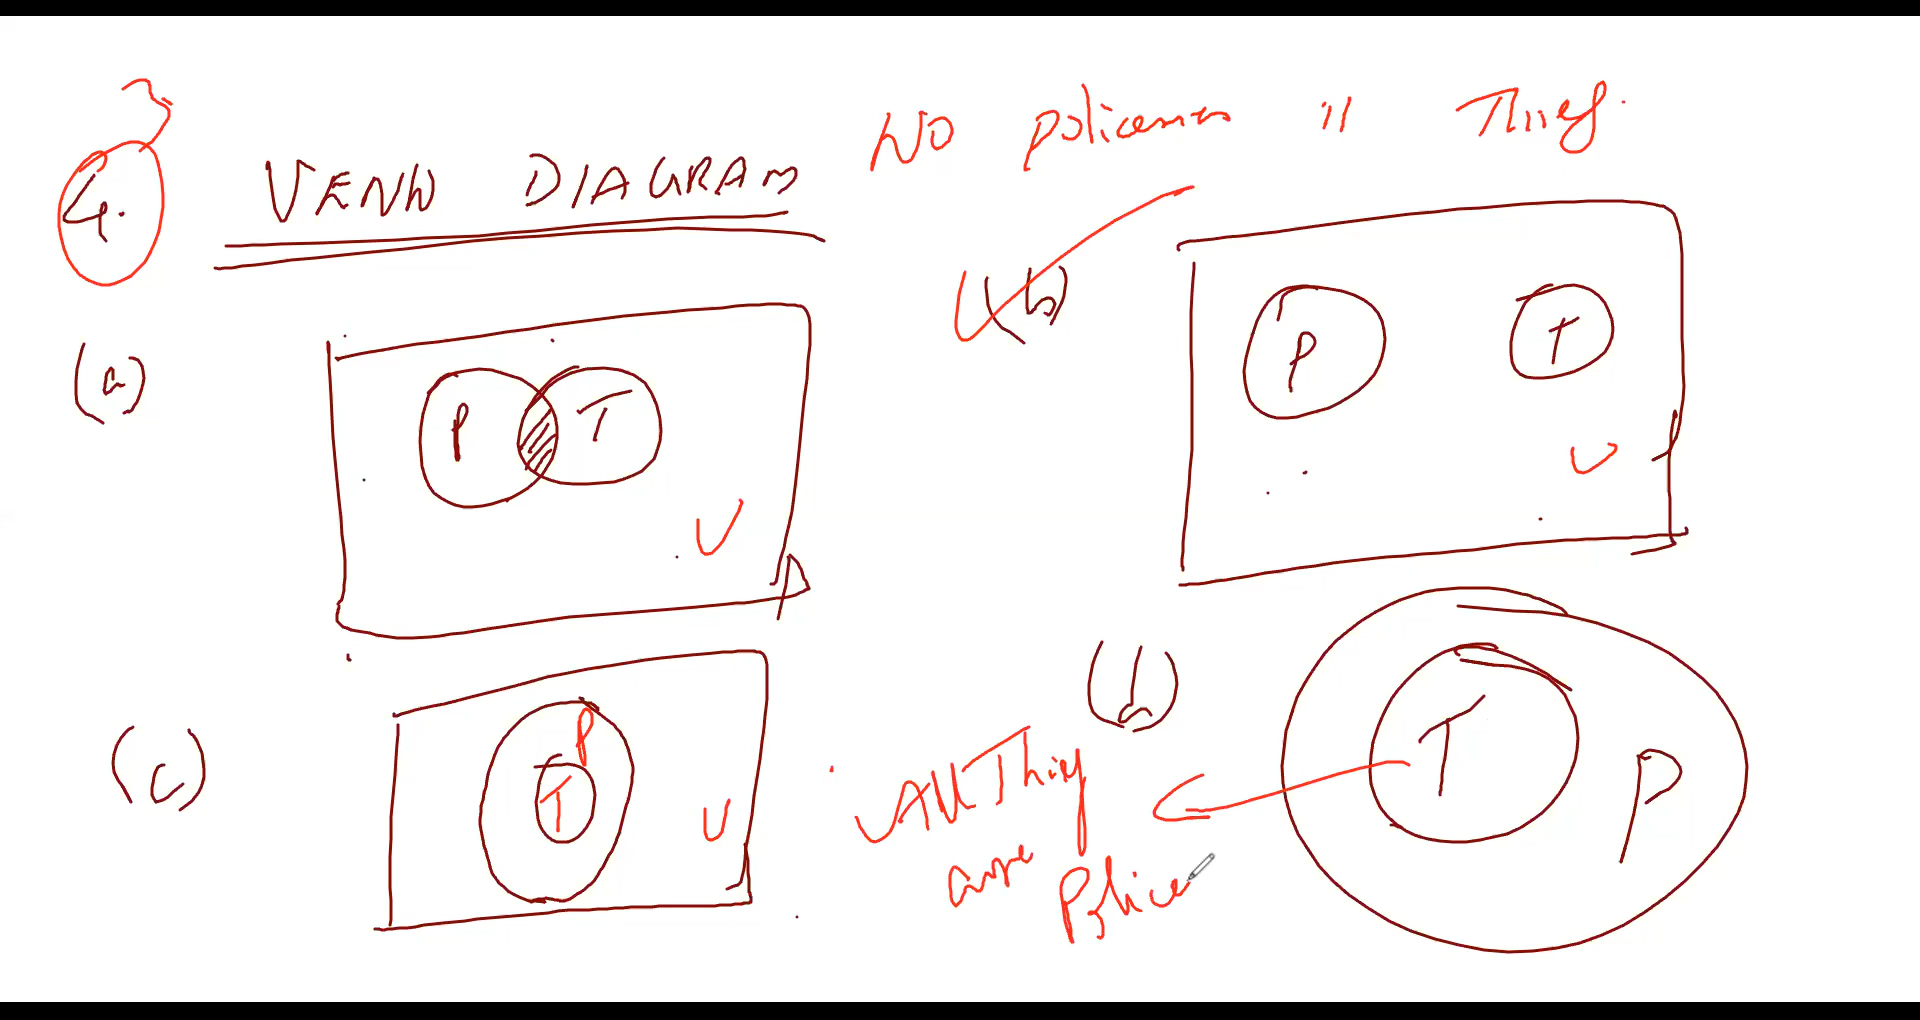 No policeman is Thief.
4. VENN DIAGRAM
(a) P T U
(b) P T U
(c) P T U
(d) T P
All Thief
are
Police